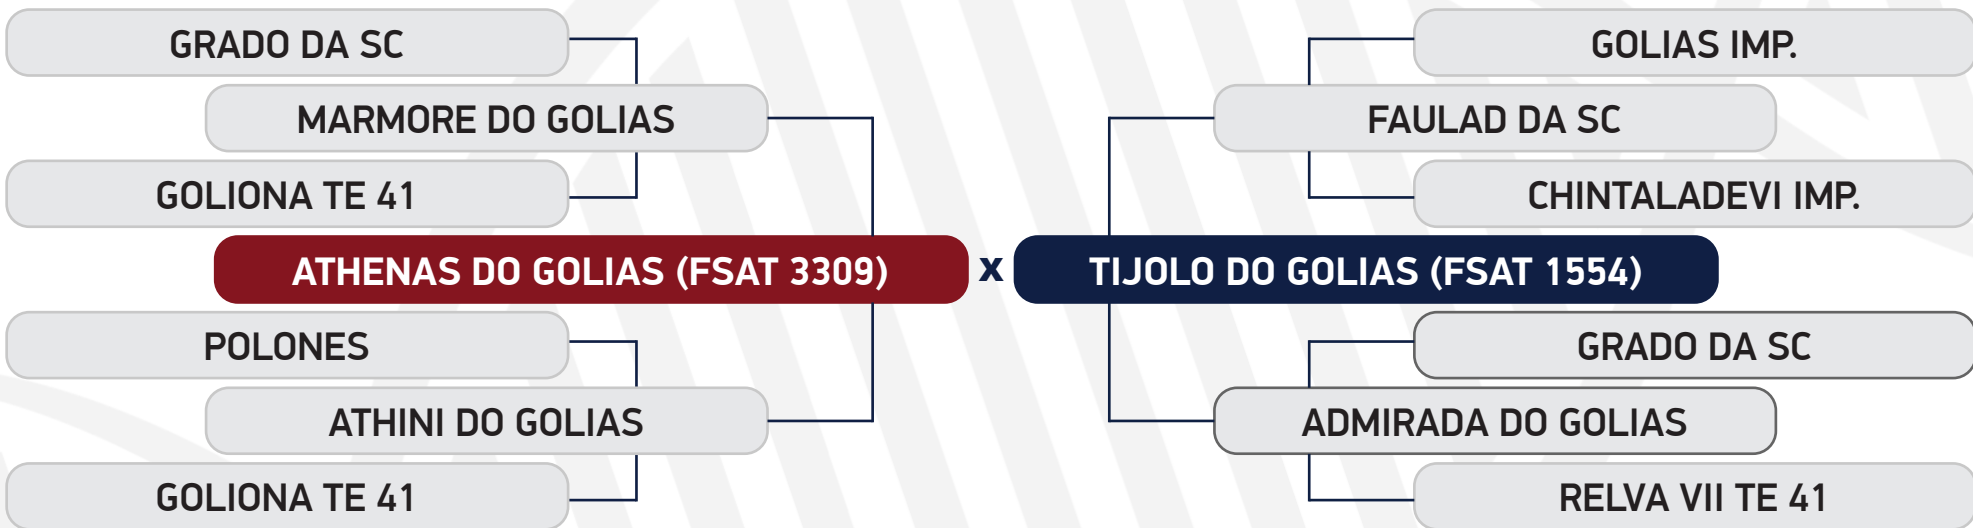 GRADO DA SC
GOLIAS IMP.
MARMORE DO GOLIAS
FAULAD DA SC
GOLIONA TE 41
CHINTALADEVI IMP.
ATHENAS DO GOLIAS (FSAT 3309) x TIJOLO DO GOLIAS (FSAT 1554)
POLONES
GRADO DA SC
ATHINI DO GOLIAS
ADMIRADA DO GOLIAS
GOLIONA TE 41
RELVA VII TE 41